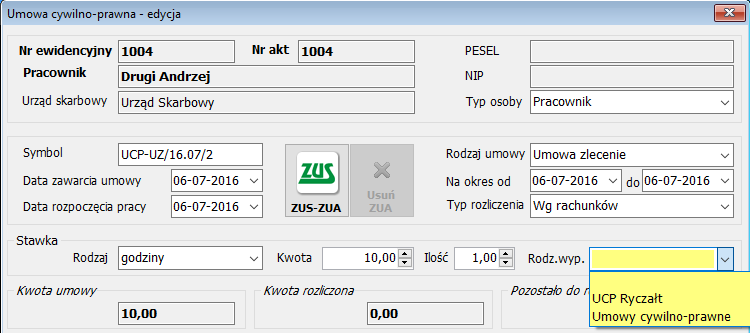 Umowa cywilno-prawna - edycja
Nr ewidencyjny 1004 Nr akt 1004 PESEL
Pracownik Drugi Andrzej NIP
Urząd skarbowy Urząd Skarbowy Typ osoby Pracownik
Symbol UCP-UZ/16.07/2 Rodzaj umowy Umowa zlecenie
Data zawarcia umowy 06-07-2016 ZUS Na okres od 06-07-2016 do 06-07-2016
Data rozpoczęcia pracy 06-07-2016 ZUS-ZUA Usuń ZUA Typ rozliczenia Wg rachunków
Stawka
Rodzaj godziny Kwota 10,00 Ilość 1,00 Rodz.wyp.
Kwota umowy Kwota rozliczona Pozostało do r UCP Ryczałt
10,00 0,00 Umowy cywilno-prawne